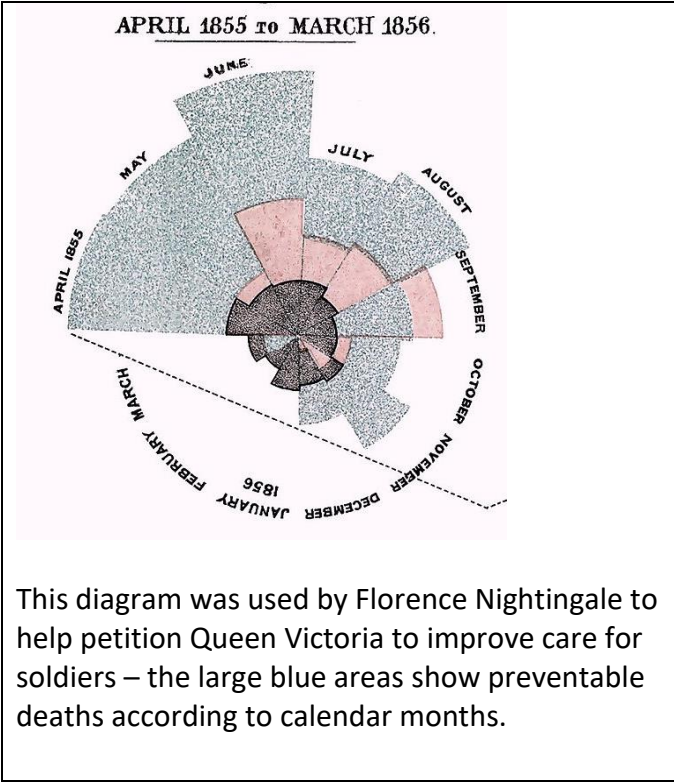 APRIL 1855 TO MARCH 1856.
JUNE
JULY
MAY
AUGUST
APRIL 1855
SEPTEMBER
OCTOBER
NOVEMBER
DECEMBER
JANUARY
1856
FEBRUARY
MARCH
This diagram was used by Florence Nightingale to
help petition Queen Victoria to improve care for
soldiers – the large blue areas show preventable
deaths according to calendar months.